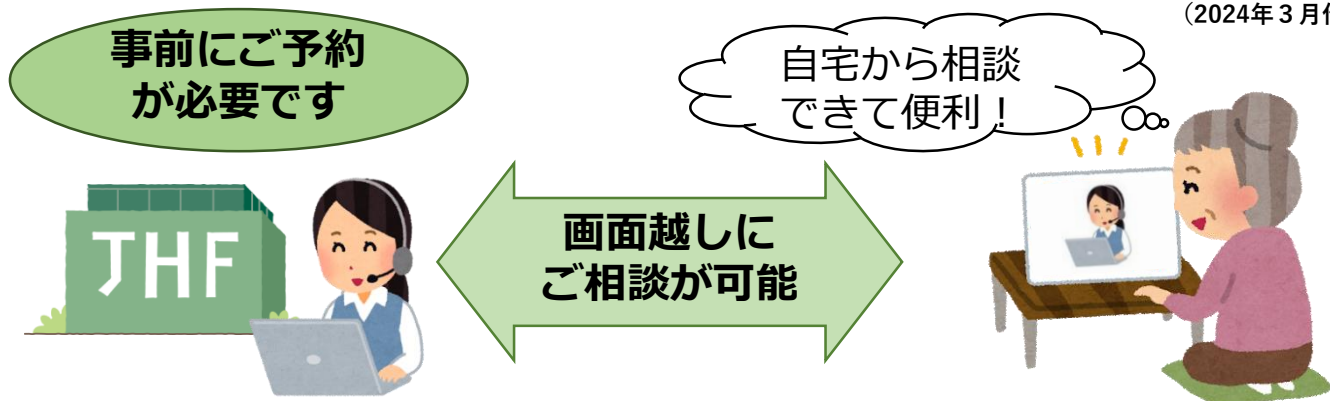 （2024年３月
事前にご予約
が必要です
自宅から相談
できて便利！
JHF
画面越しに
ご相談が可能